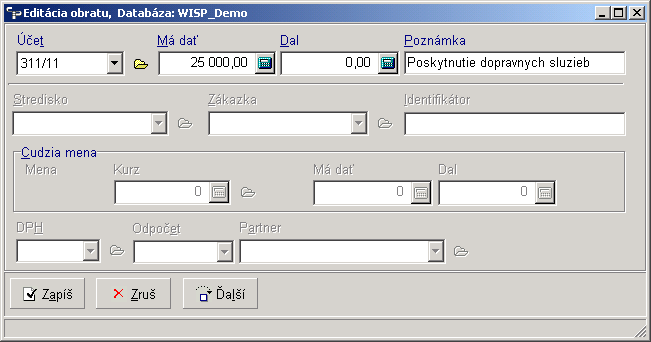 Editácia obratu, Databáza: WISP_Demo
Účet Má dať Dal Poznámka
311/11 25 000,00 0,00 Poskytnutie dopravnych sluzieb
Stredisko Zákazka Identifikátor
Cudzia mena
Mena Kurz Má dať Dal
0 0 0
DPH Odpočet Partner
Zapíš Zruš Ďalší